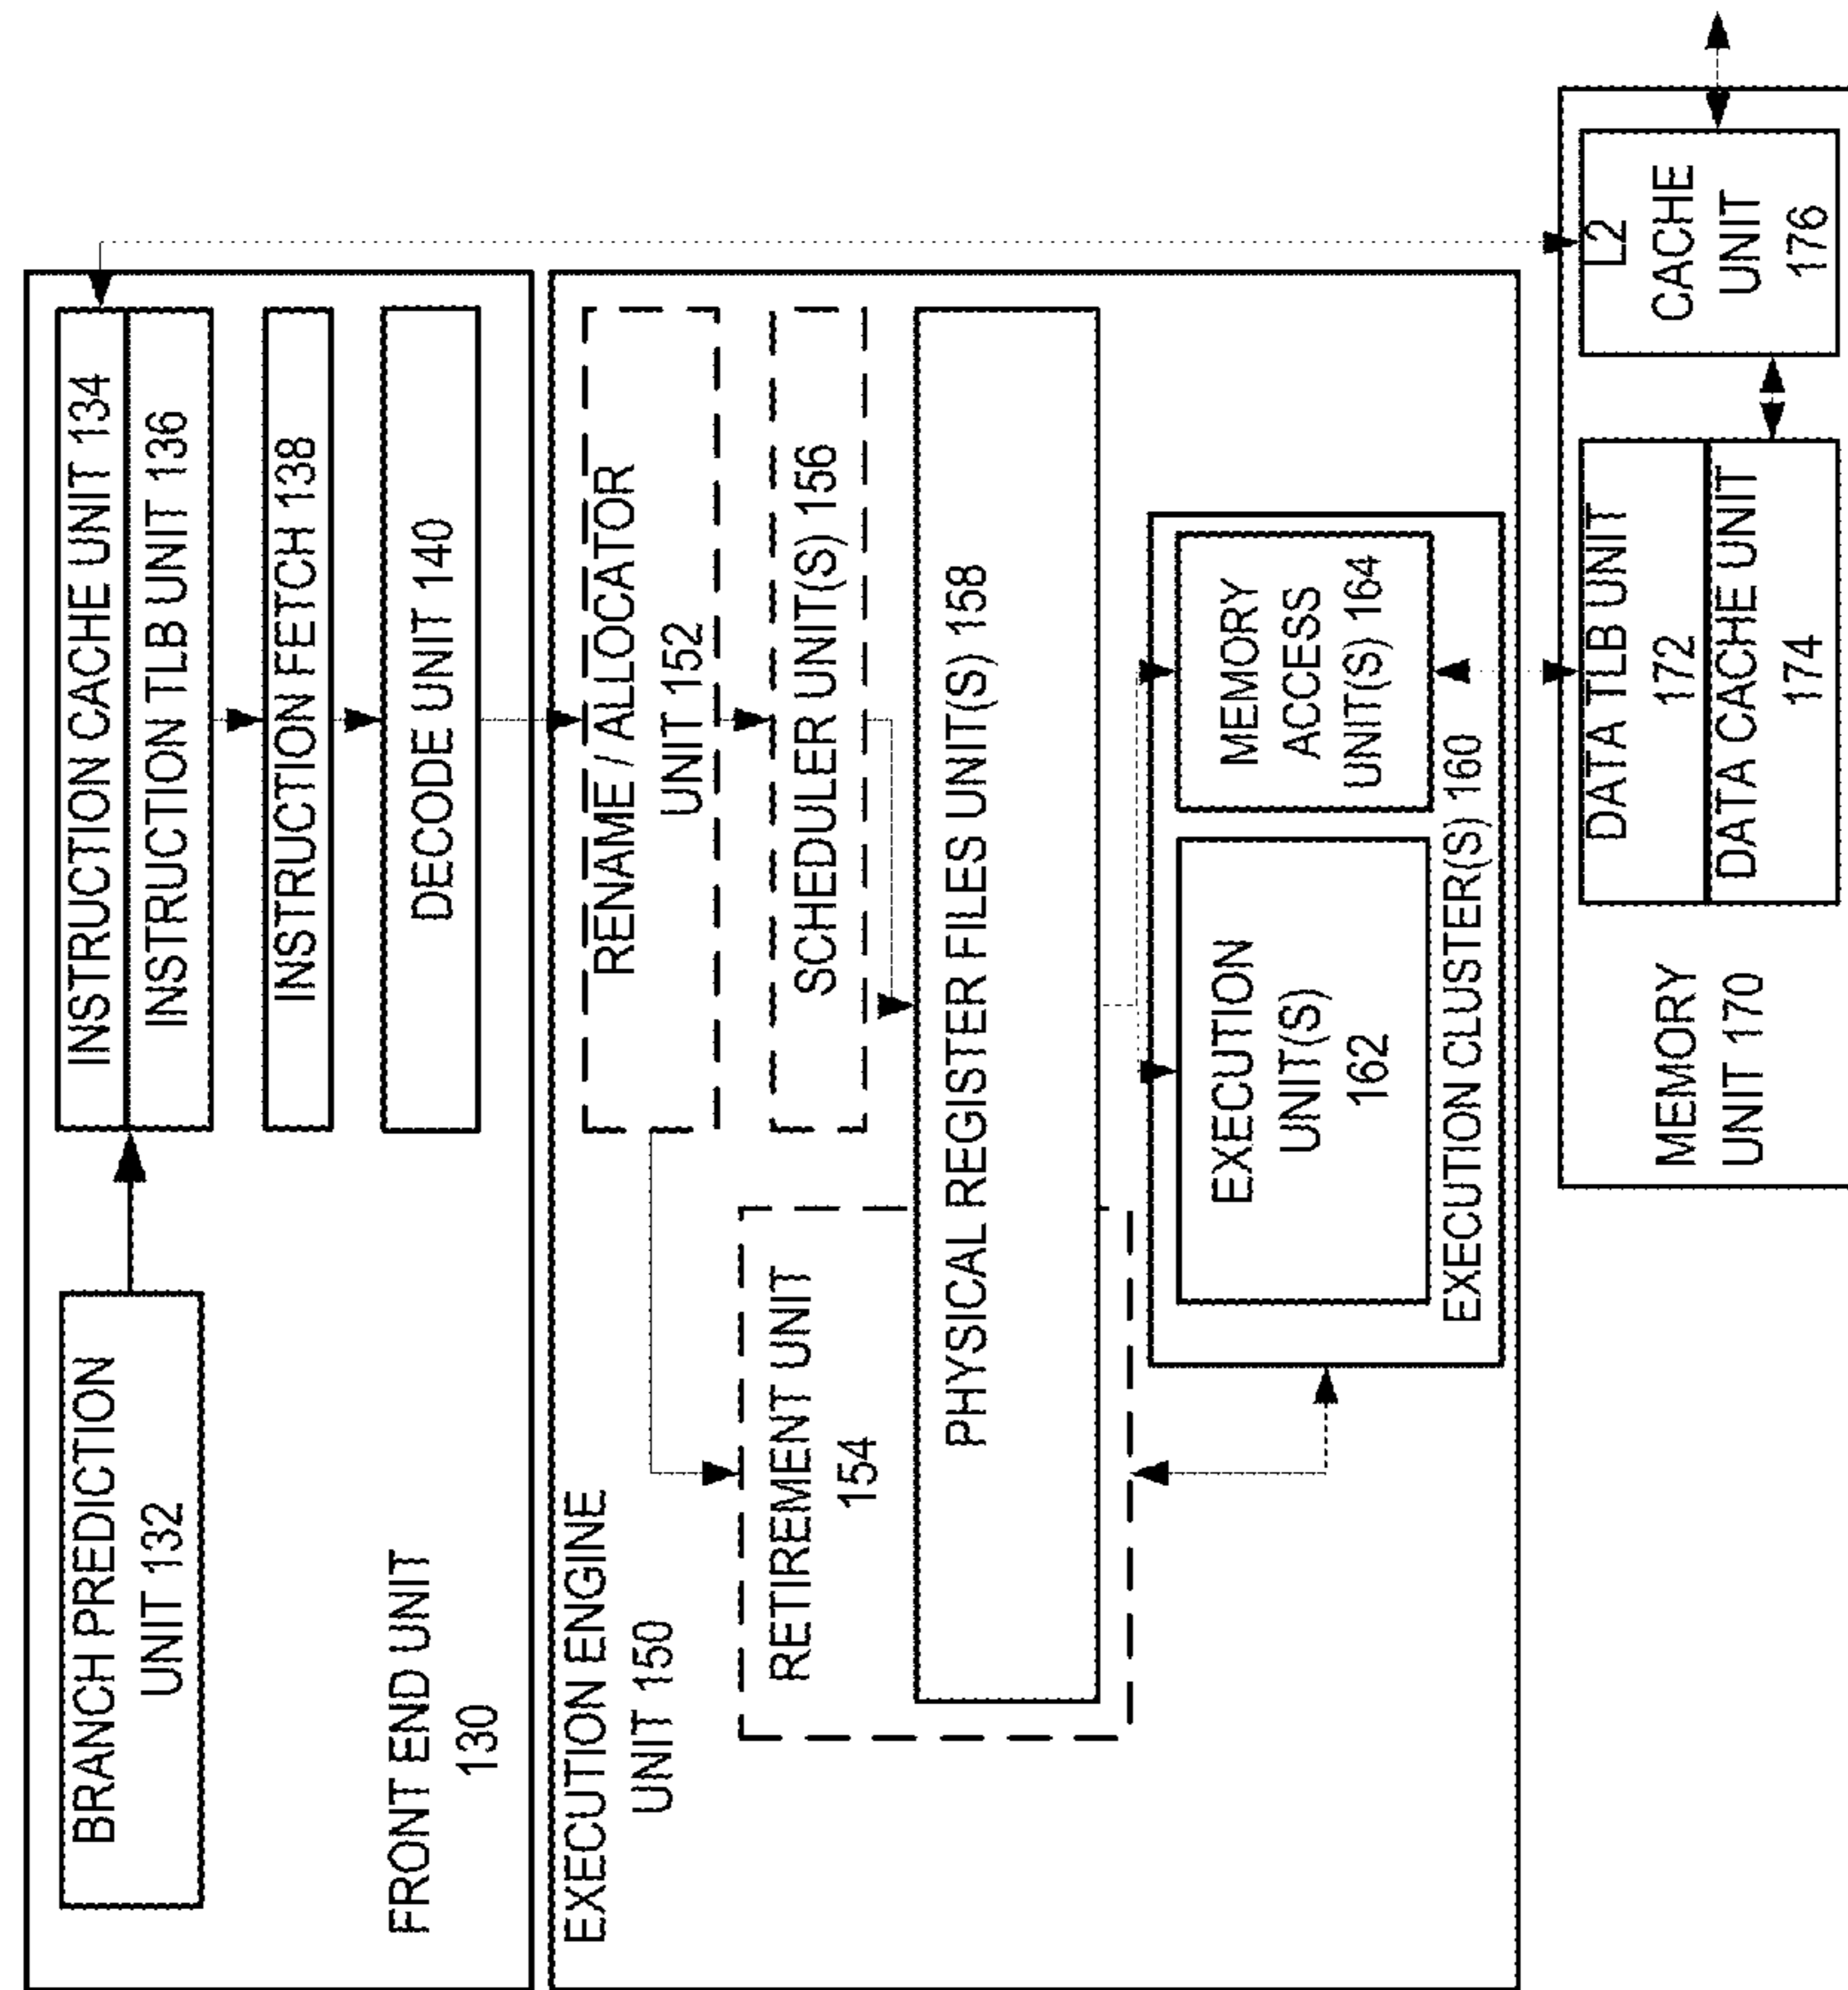 BRANCH PREDICTION
UNIT 132
INSTRUCTION CACHE UNIT 134
INSTRUCTION TLB UNIT 136
INSTRUCTION FETCH 138
DECODE UNIT 140
FRONT END UNIT
130
EXECUTION ENGINE
UNIT 150
RENAME / ALLOCATOR
UNIT 152
RETIREMENT UNIT
154
SCHEDULER UNIT(S) 156
PHYSICAL REGISTER FILES UNIT(S) 158
EXECUTION
UNIT(S)
162
MEMORY
ACCESS
UNIT(S) 164
EXECUTION CLUSTER(S) 160
MEMORY
UNIT 170
DATA TLB UNIT
172
DATA CACHE UNIT
174
L2
CACHE
UNIT
176